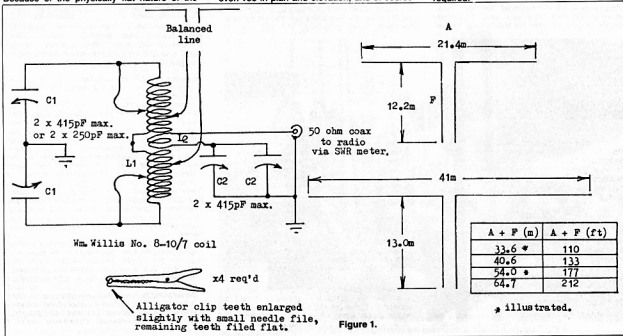 Balanced
line
C1
2 x 415pF max.
or 2 x 250pF max.
C1
L1
L2
C2
C2
2 x 415pF max.
50 ohm coax
to radio
via SWR meter.
Wm. Willis No. 8-10/7 coil
x4 req'd
Alligator clip teeth enlarged
slightly with small needle file,
remaining teeth filed flat.
A
21.4m
12.2m
F
41m
13.0m
A + F (m) A + F (ft)
33.6 * 110
40.6 133
54.0 * 177
64.7 212
* illustrated.
Figure 1.